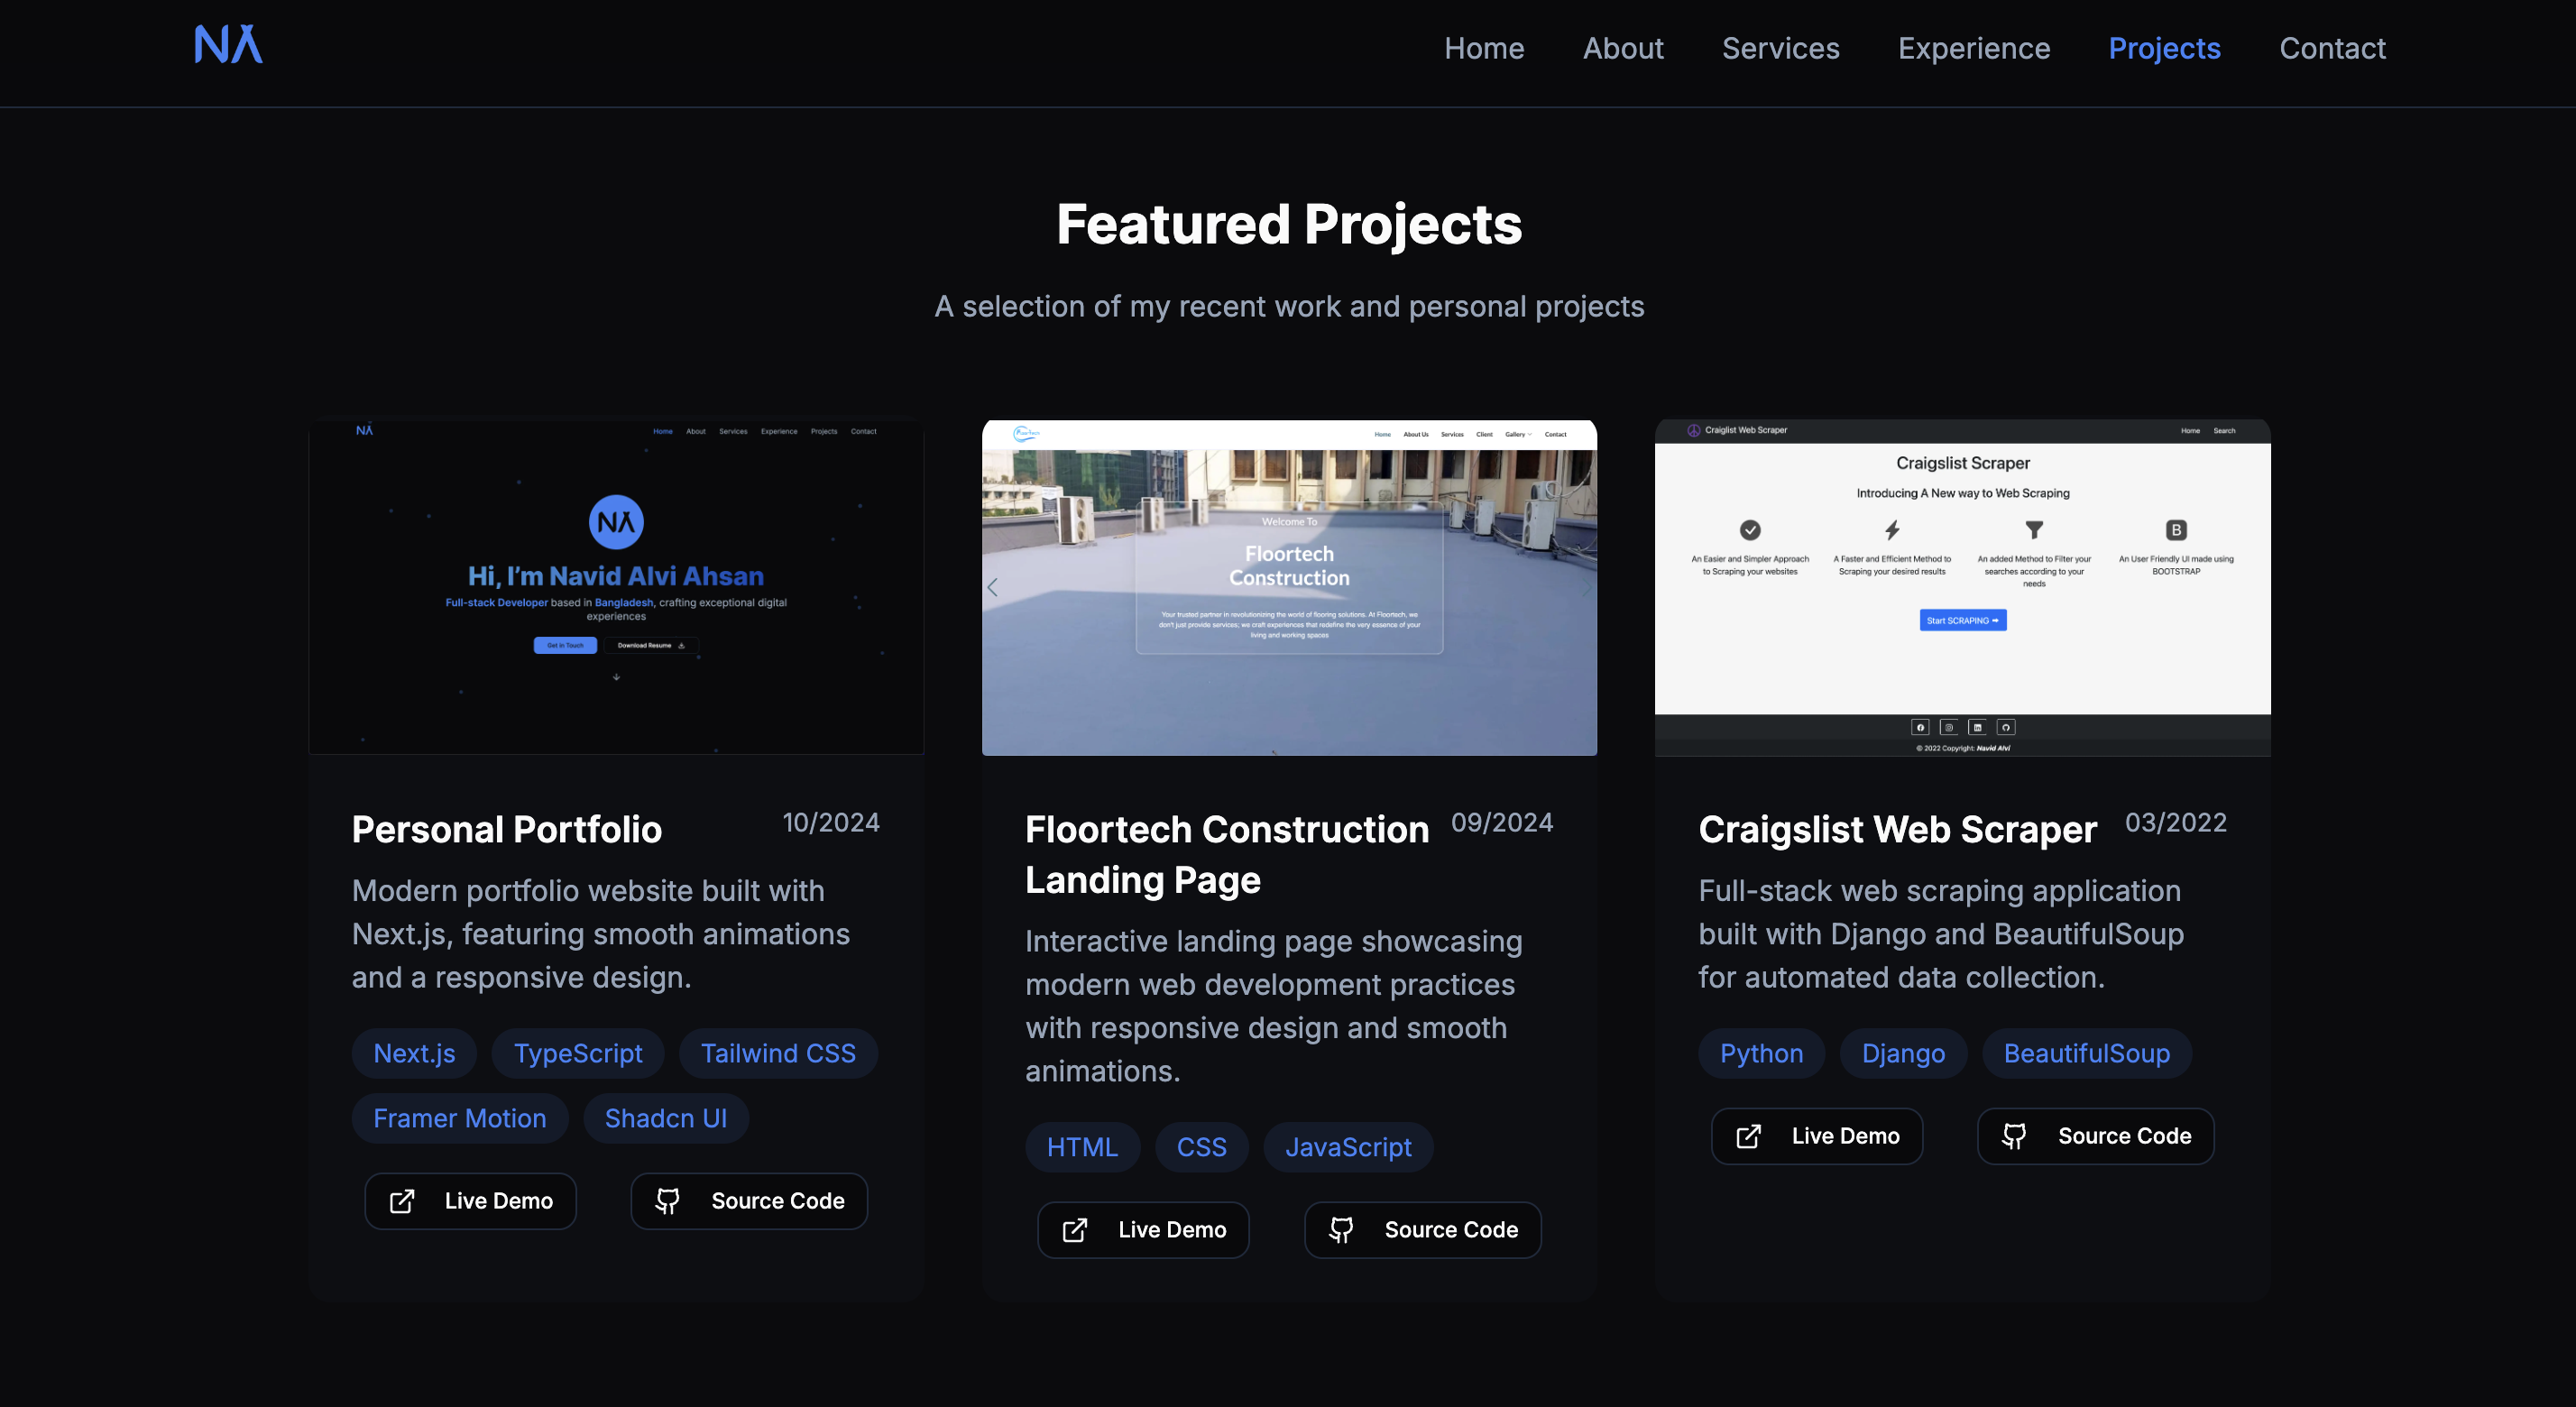 NA
Home About Services Experience Projects Contact
Featured Projects
A selection of my recent work and personal projects
NA
Home About Services Experience Projects Contact
NA
Hi, I'm Navid Alvi Ahsan
Full-stack Developer based in Bangladesh, crafting exceptional digital
experiences
Get in Touch Download Resume
Personal Portfolio 10/2024
Modern portfolio website built with
Next.js, featuring smooth animations
and a responsive design.
Next.js TypeScript Tailwind CSS
Framer Motion Shadcn UI
Live Demo Source Code
Floortech
Home About Us Services Client Gallery Contact
Welcome To
Floortech
Construction
Your trusted partner in revolutionizing the world of flooring solutions. At Floortech, we
don't just provide services; we craft experiences that redefine the very essence of your
living and working spaces
Floortech Construction 09/2024
Landing Page
Interactive landing page showcasing
modern web development practices
with responsive design and smooth
animations.
HTML CSS JavaScript
Live Demo Source Code
Craiglist Web Scraper Home Search
Craigslist Scraper
Introducing A New way to Web Scraping
An Easier and Simpler Approach
to Scraping your websites
A Faster and Efficient Method to
Scraping your desired results
An added Method to Filter your
searches according to your
needs
B
An User Friendly UI made using
BOOTSTRAP
Start SCRAPING
© 2022 Copyright: Navid Alvi
Craigslist Web Scraper 03/2022
Full-stack web scraping application
built with Django and BeautifulSoup
for automated data collection.
Python Django BeautifulSoup
Live Demo Source Code